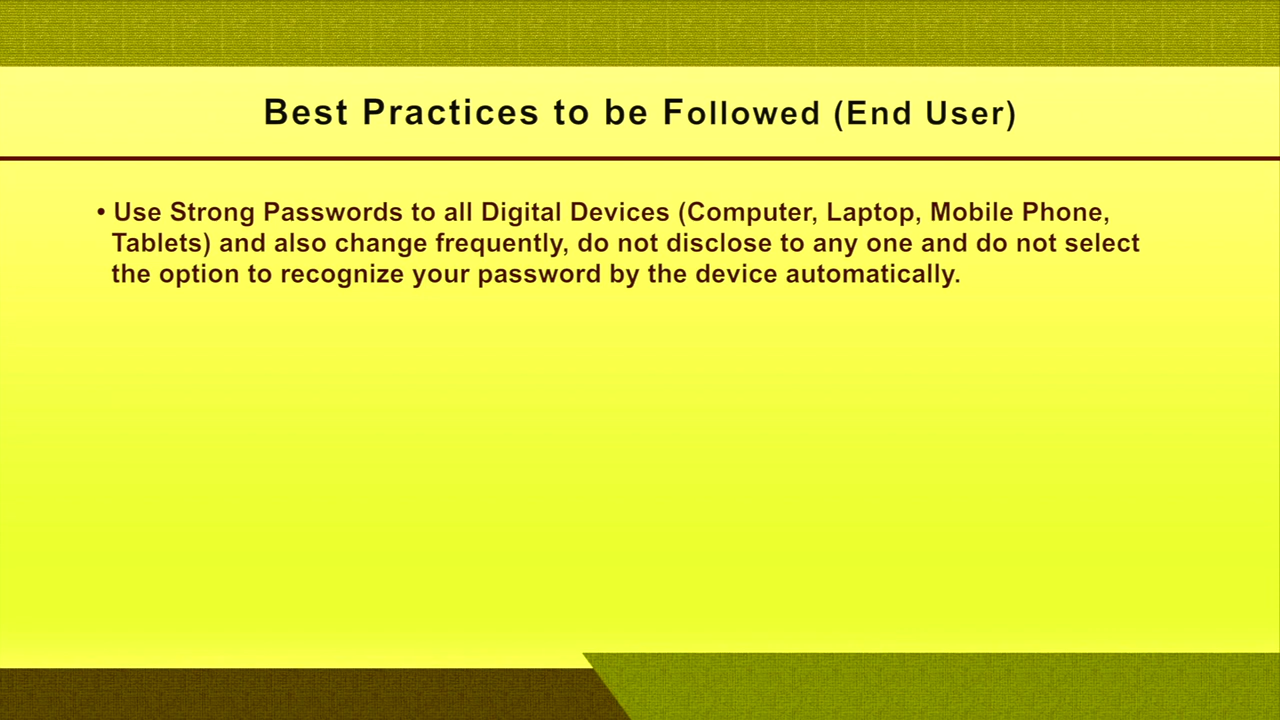 Best Practices to be Followed (End User)
• Use Strong Passwords to all Digital Devices (Computer, Laptop, Mobile Phone,
Tablets) and also change frequently, do not disclose to any one and do not select
the option to recognize your password by the device automatically.